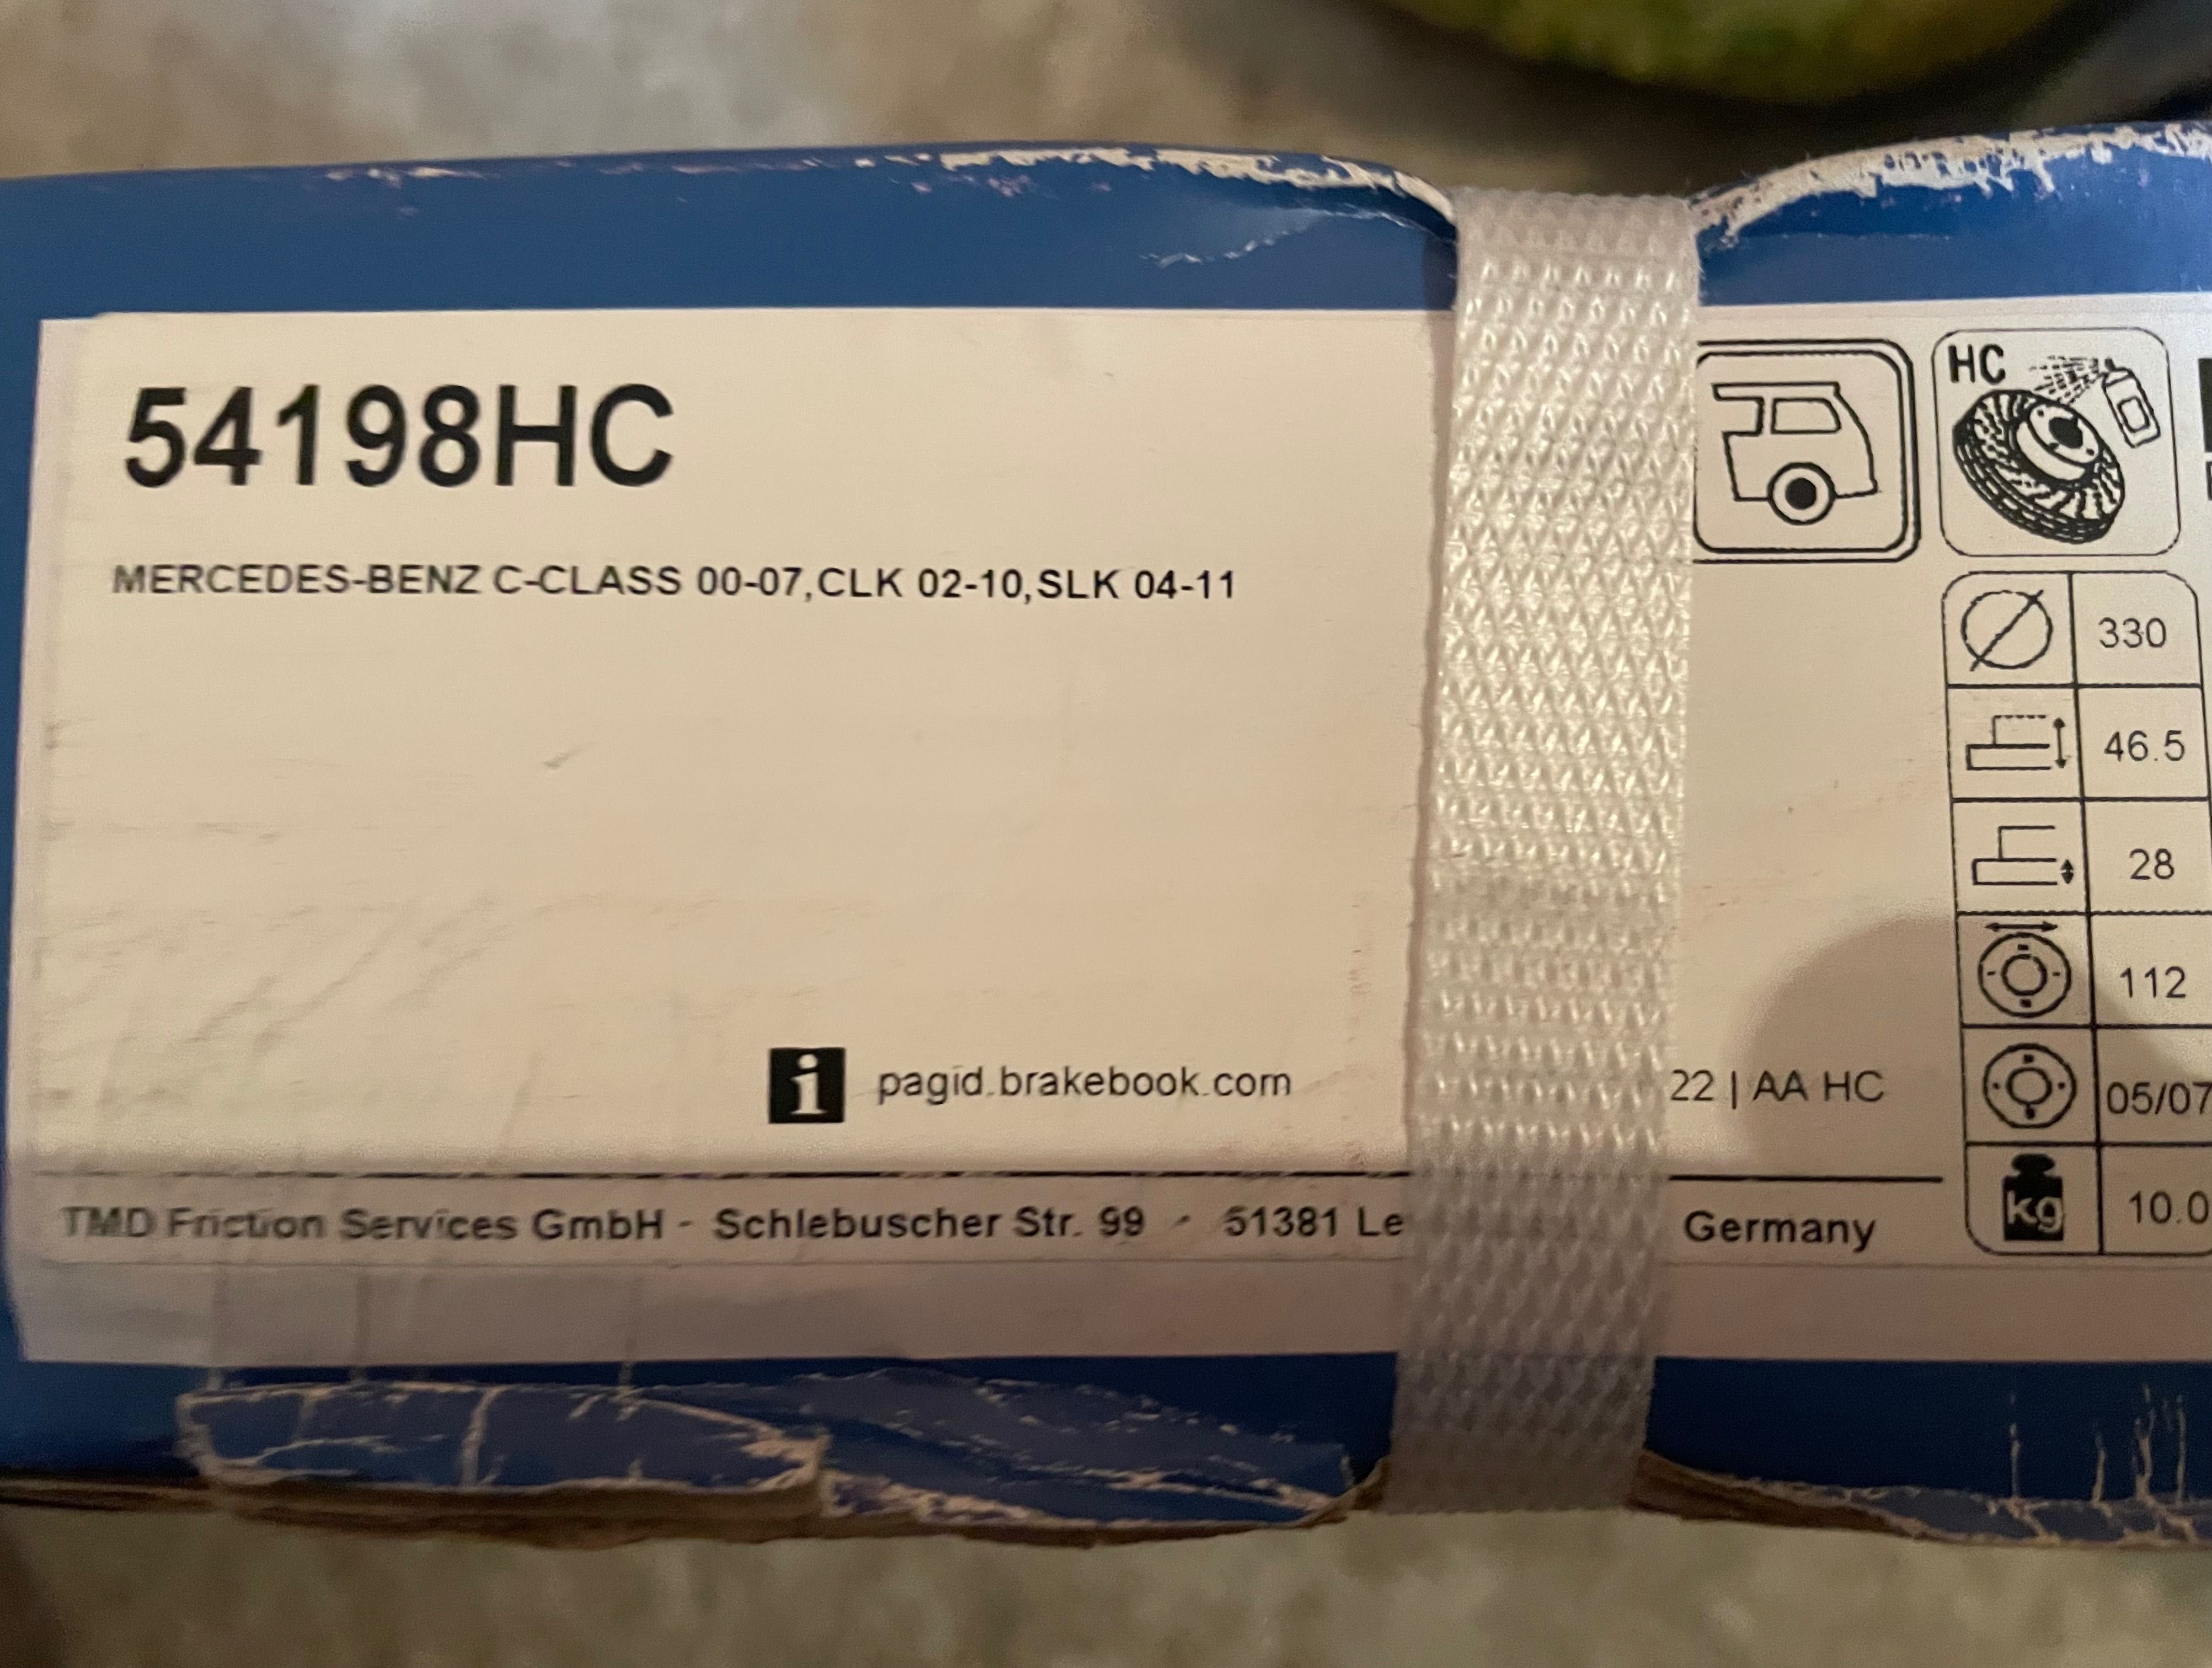 54198HC
MERCEDES-BENZ C-CLASS 00-07,CLK 02-10,SLK 04-11
HC
330
46.5
28
112
05/07
kg 10.0
i pagid.brakebook.com
22 | AA HC
TMD Friction Services GmbH - Schlebuscher Str. 99 - 51381 Le
Germany